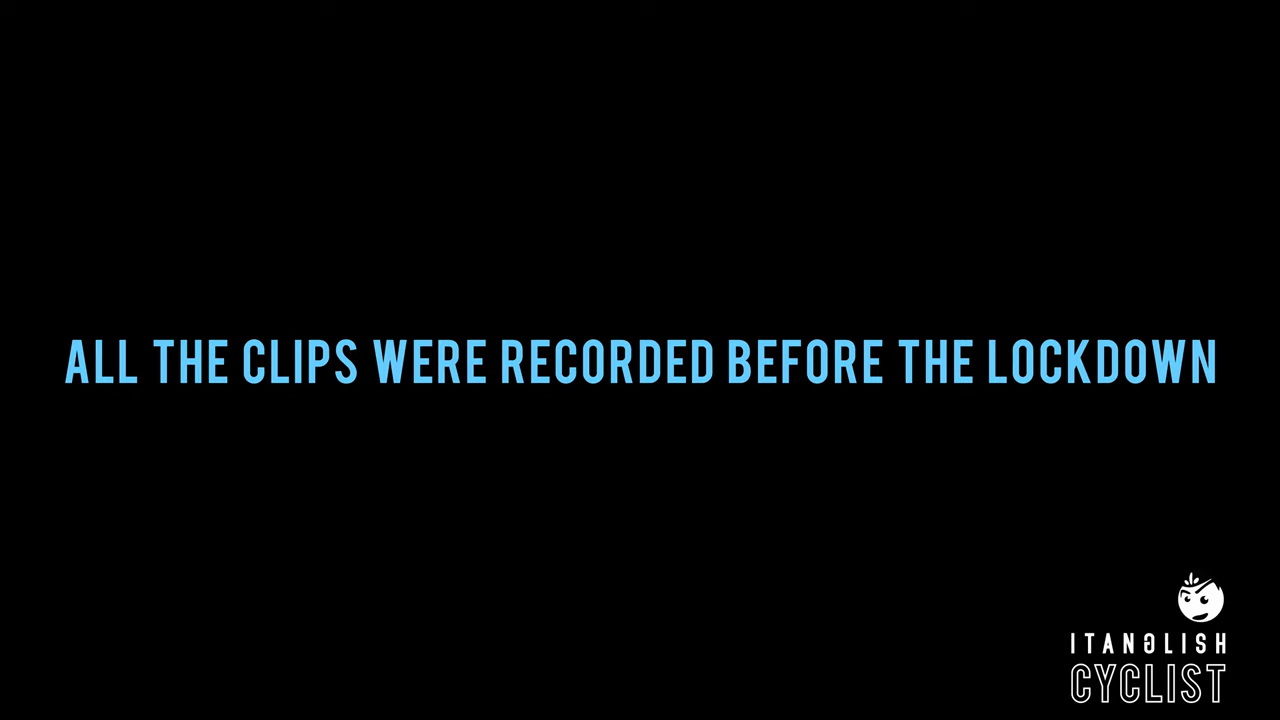 ALL THE CLIPS WERE RECORDED BEFORE THE LOCKDOWN
ITANGLISH
CYCLIST